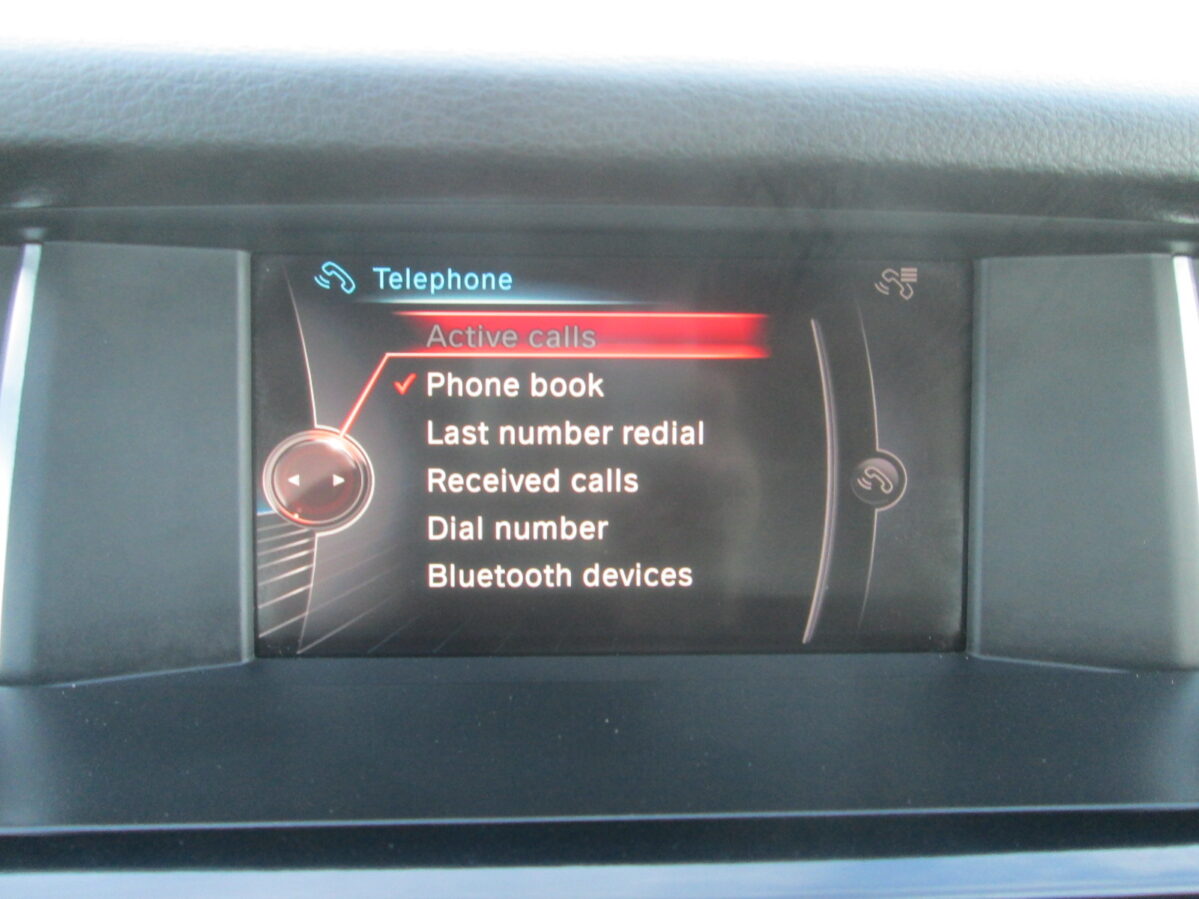 Telephone
Active calls
Phone book
Last number redial
Received calls
Dial number
Bluetooth devices